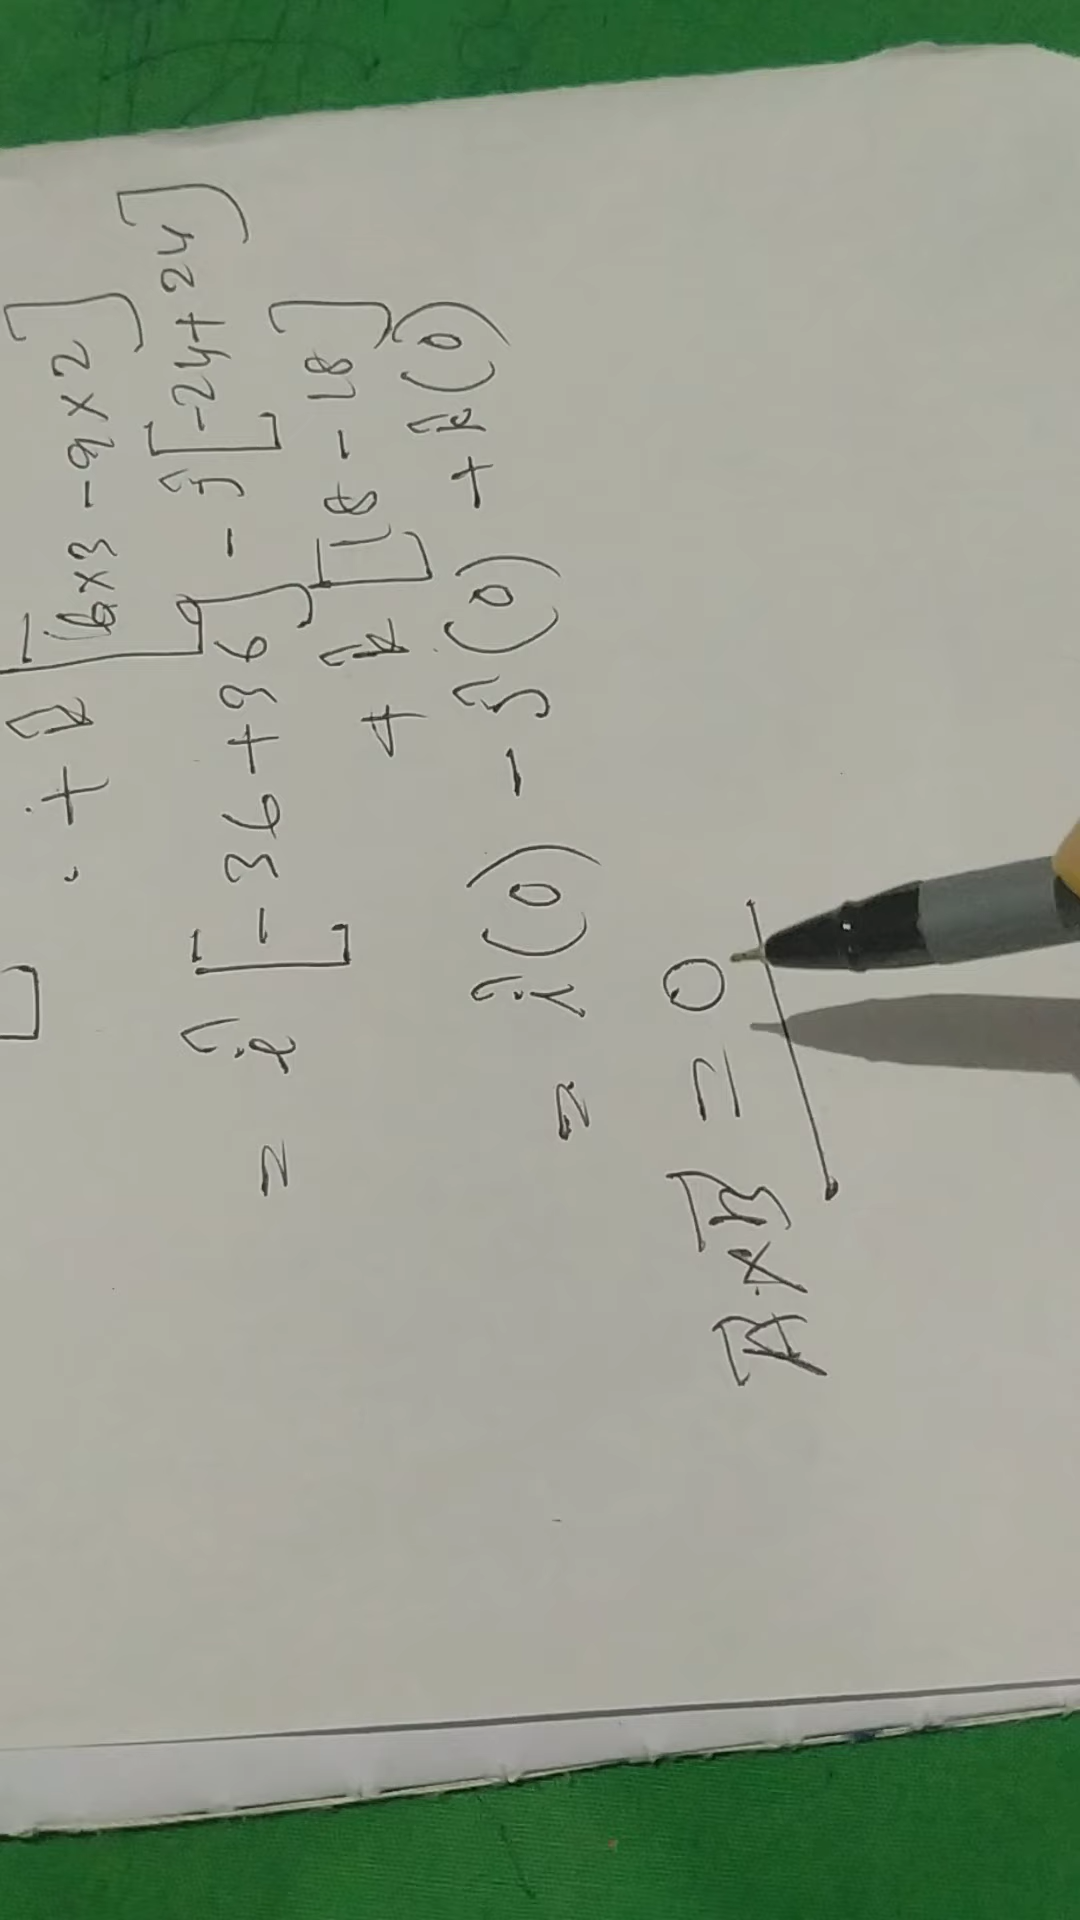 + k̂ [6×3 - 9×2]
= î [-36+36] - ĵ [-24+24]
+ k̂ [18-18]
= î(0) - ĵ(0) + k̂(0)
A̅×B̅ = 0